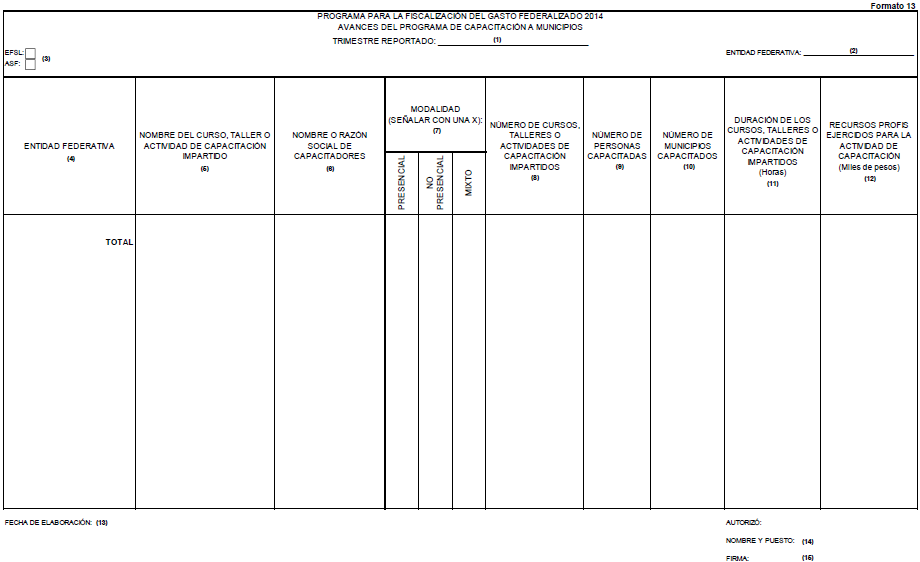 Formato 13
PROGRAMA PARA LA FISCALIZACIÓN DEL GASTO FEDERALIZADO 2014
AVANCES DEL PROGRAMA DE CAPACITACIÓN A MUNICIPIOS
TRIMESTRE REPORTADO: (1)
EFSL:
ASF:
(3)
ENTIDAD FEDERATIVA: (2)
ENTIDAD FEDERATIVA
(4)
NOMBRE DEL CURSO, TALLER O
ACTIVIDAD DE CAPACITACIÓN
IMPARTIDO
(5)
NOMBRE O RAZÓN
SOCIAL DE
CAPACITADORES
(6)
MODALIDAD
(SEÑALAR CON UNA X):
(7)
PRESENCIAL
NO
PRESENCIAL
MIXTO
NÚMERO DE CURSOS,
TALLERES O
ACTIVIDADES DE
CAPACITACIÓN
IMPARTIDOS
(8)
NÚMERO DE
PERSONAS
CAPACITADAS
(9)
NÚMERO DE
MUNICIPIOS
CAPACITADOS
(10)
DURACIÓN DE LOS
CURSOS, TALLERES O
ACTIVIDADES DE
CAPACITACIÓN
IMPARTIDOS
(Horas)
(11)
RECURSOS PROFIS
EJERCIDOS PARA LA
ACTIVIDAD DE
CAPACITACIÓN
(Miles de pesos)
(12)
TOTAL
FECHA DE ELABORACIÓN: (13)
AUTORIZÓ:
NOMBRE Y PUESTO: (14)
FIRMA: (15)